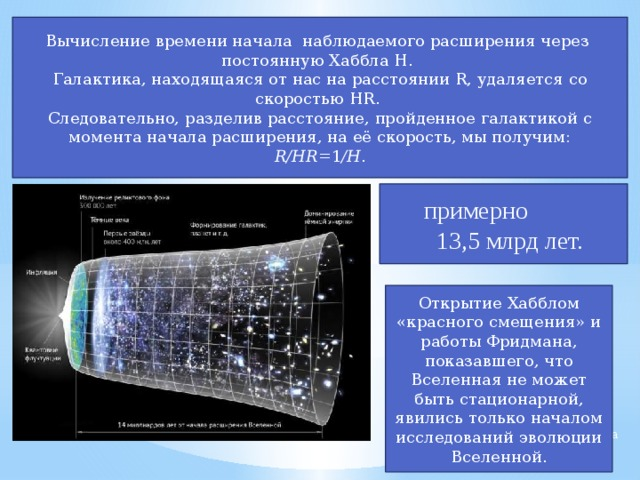 Вычисление времени начала наблюдаемого расширения через
постоянную Хаббла H.
Галактика, находящаяся от нас на расстоянии R, удаляется со
скоростью HR.
Следовательно, разделив расстояние, пройденное галактикой с
момента начала расширения, на её скорость, мы получим:
R/HR=1/H.
примерно
13,5 млрд лет.
Излучение реликтового фона
Тёмные века
Первые звёзды
около 400 млн. лет
Формирование галактик,
планет и т.д.
Доминирование
тёмной энергии
Инфляция
Квантовые
флуктуации
14 миллиардов лет от начала расширения Вселенной
Открытие Хабблом
«красного смещения» и
работы Фридмана,
показавшего, что
Вселенная не может
быть стационарной,
явились только началом
исследований эволюции
Вселенной.